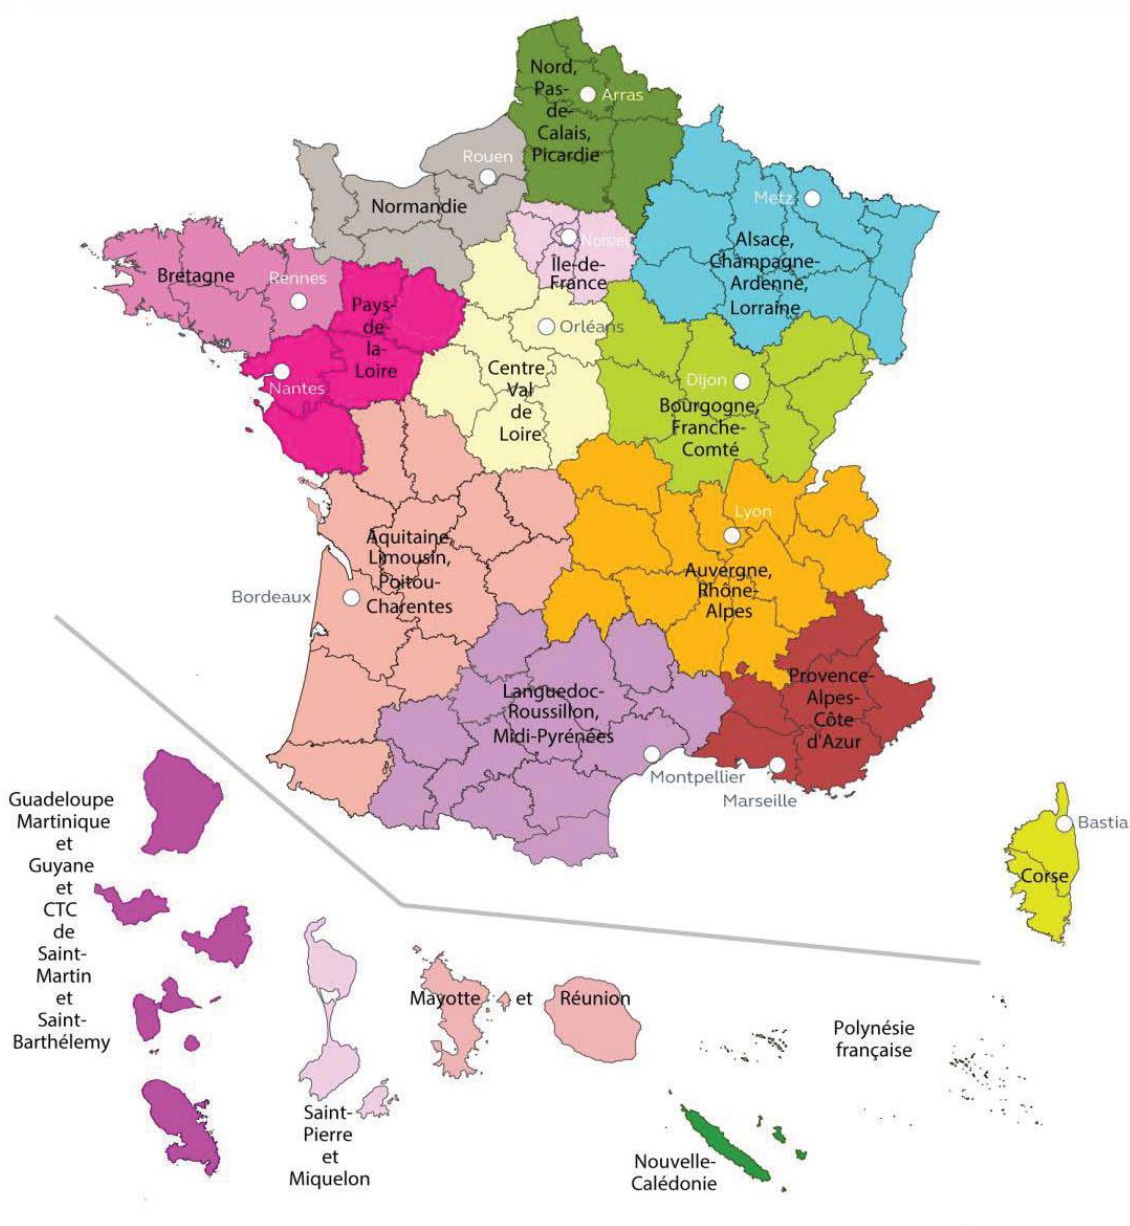 Nord,
Pas-
de-
Calais,
Picardie
Arras
Rouen
Normandie
Metz
Alsace,
Champagne-
Ardenne,
Lorraine,
Noisiel
Île-de-
France
Bretagne
Rennes
Pays-
de-
la-
Loire
Nantes
Orléans
Centre
Val
de
Loire
Dijon
Bourgogne,
Franche-
Comté
Lyon
Auvergne,
Rhône-
Alpes
Aquitaine
Limousin,
Poitou-
Charentes
Bordeaux
Languedoc-
Roussillon,
Midi-Pyrénées
Montpellier
Provence-
Alpes-
Côte
d'Azur
Marseille
Bastia
Corse
Guadeloupe
Martinique
et
Guyane
et
CTC
de
Saint-
Martin
et
Saint-
Barthélemy
Saint-
Pierre
et
Miquelon
Mayotte et Réunion
Polynésie
française
Nouvelle-
Calédonie